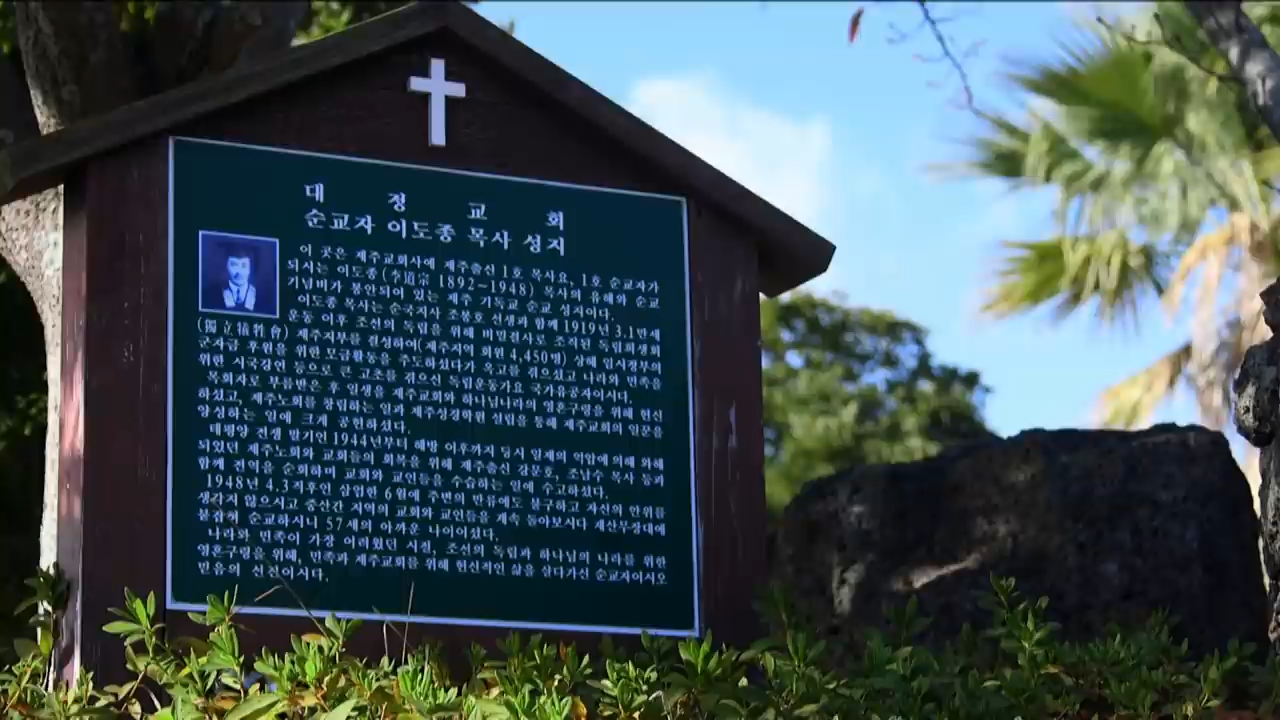 대 정 교 회
순교자 이도종 목사 성지
이 곳은 제주교회사에 제주출신 1호 목사요, 1호 순교자가
되시는 이도종(李道宗 1892~1948) 목사의 유해와 순교
기념비가 봉안되어 있는 제주 기독교 순교 성지이다.
이도종 목사는 순국지사 조봉호 선생과 함께 1919년 3.1만세
운동 이후 조선의 독립을 위해 비밀결사로 조직된 독립희생회
(獨立犧牲會) 제주지부를 결성하여(제주지역 회원 4,450명) 상해 임시정부의
군자금 후원을 위한 모금활동을 주도하셨다가 옥고를 겪으셨고 나라와 민족을
위한 시국강연 등으로 큰 고초를 겪으신 독립운동가요 국가유공자이시다.
목회자로 부름받은 후 일생을 제주교회와 하나님나라의 영혼구령을 위해 헌신
하셨고, 제주노회를 창립하는 일과 제주성경학원 설립을 통해 제주교회의 일꾼을
양성하는 일에 크게 공헌하셨다.
태평양 전쟁 말기인 1944년부터 해방 이후까지 당시 일제의 억압에 의해 와해
되었던 제주노회와 교회들의 회복을 위해 제주출신 강문호, 조남수 목사 등과
함께 전역을 순회하며 교회와 교인들을 수습하는 일에 수고하셨다.
1948년 4.3직후인 삼엄한 6월에 주변의 만류에도 불구하고 자신의 안위를
생각지 않으시고 중산간 지역의 교회와 교인들을 계속 돌아보시다 재산무장대에
붙잡혀 순교하시니 57세의 아까운 나이이셨다.
나라와 민족이 가장 어려웠던 시절, 조선의 독립과 하나님의 나라를 위한
영혼구령을 위해, 민족과 제주교회를 위해 헌신적인 삶을 살다가신 순교자이시오
믿음의 선진이시다.